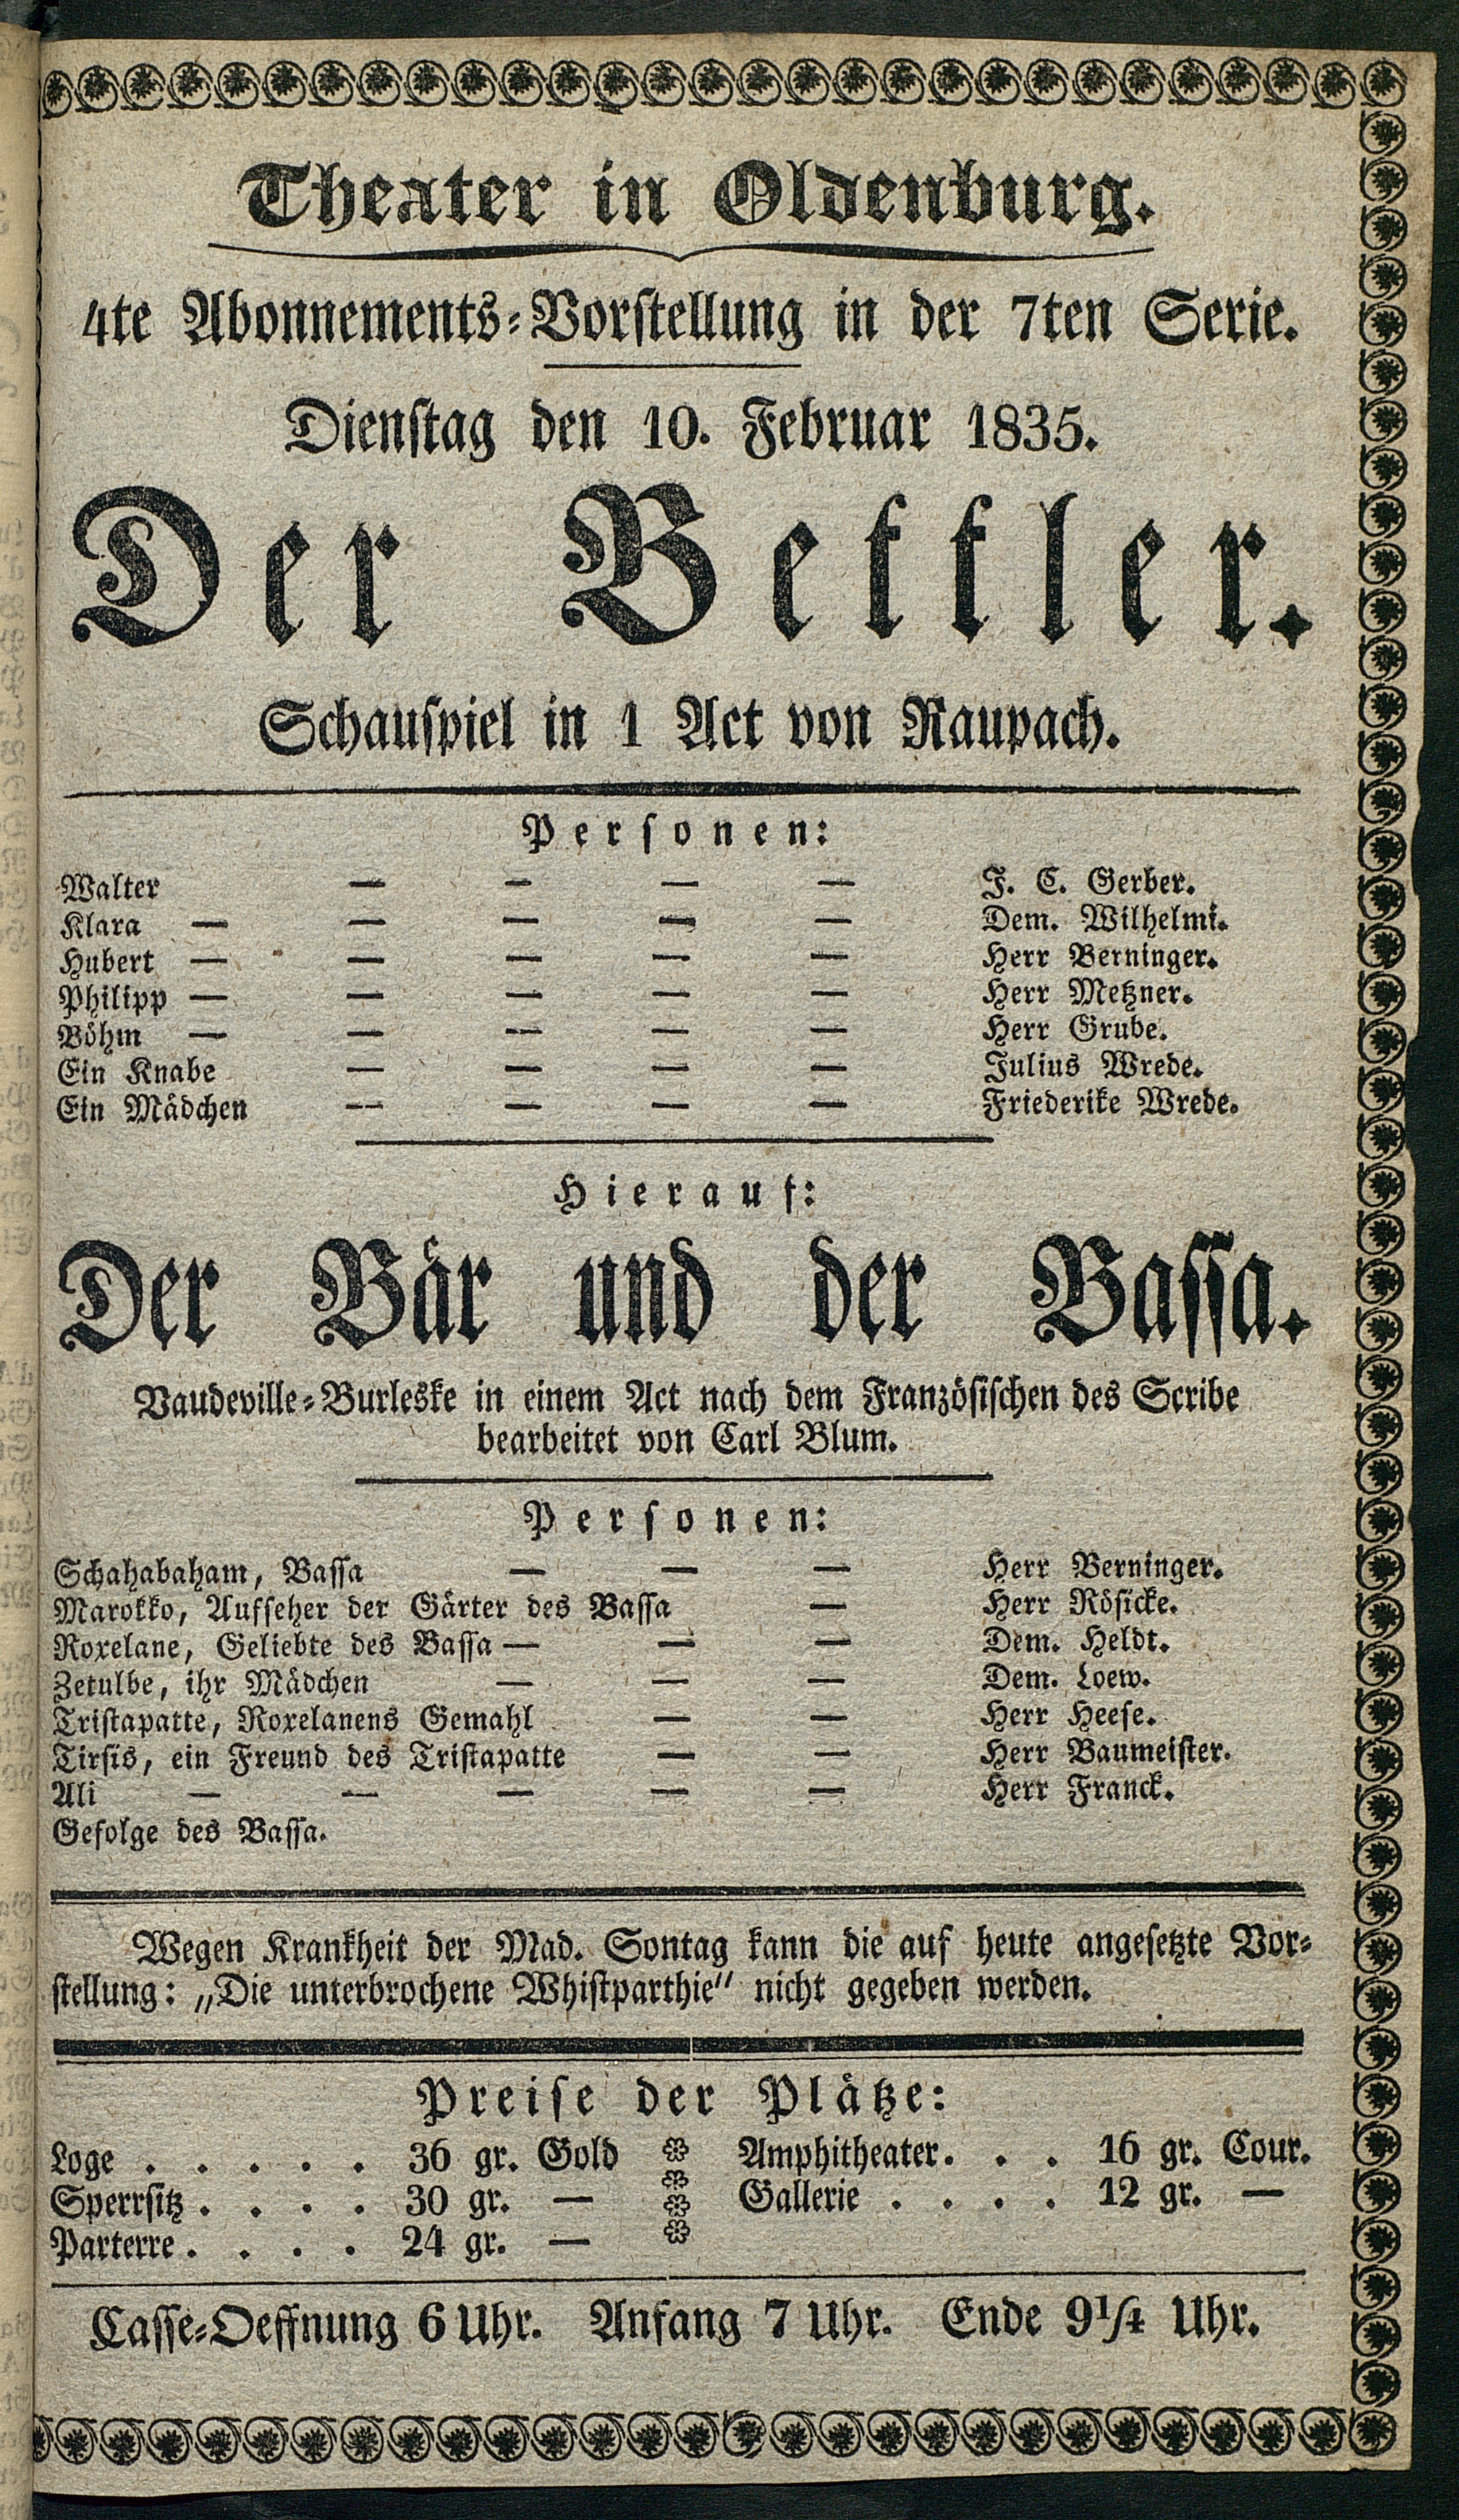 Theater in Oldenburg.
4te Abonnements-Vorstellung in der 7ten Serie.
Dienstag den 10. Februar 1835.
Der Bettler.
Schauspiel in 1 Act von Raupach.
Personen:
Walter — — — — J. C. Gerber.
Klara — — — — — Dem. Wilhelmi.
Hubert — — — — — Herr Berninger.
Philipp — — — — — Herr Metzner.
Böhm — — — — — Herr Grube.
Ein Knabe — — — — Julius Wrede.
Ein Mädchen — — — — Friederike Wrede.
Hierauf:
Der Bär und der Bassa.
Vaudeville-Burleske in einem Act nach dem Französischen des Scribe
bearbeitet von Carl Blum.
Personen:
Schahabaham, Bassa — — — Herr Berninger.
Marokko, Aufseher der Gärter des Bassa — Herr Rösicke.
Roxelane, Geliebte des Bassa — — — Dem. Heldt.
Zetulbe, ihr Mädchen — — — Dem. Loew.
Tristapatte, Roxelanens Gemahl — — Herr Heese.
Tirsis, ein Freund des Tristapatte — — Herr Baumeister.
Ali — — — — — Herr Franck.
Gefolge des Bassa.
Wegen Krankheit der Mad. Sontag kann die auf heute angesetzte Vor-
stellung: „Die unterbrochene Whistparthie“ nicht gegeben werden.
Preise der Plätze:
Loge . . . . . 36 gr. Gold
Sperrsitz . . . . 30 gr. —
Parterre . . . . 24 gr. —
Amphitheater . . . 16 gr. Cour.
Gallerie . . . . 12 gr. —
Casse-Oeffnung 6 Uhr. Anfang 7 Uhr. Ende 9 1/4 Uhr.